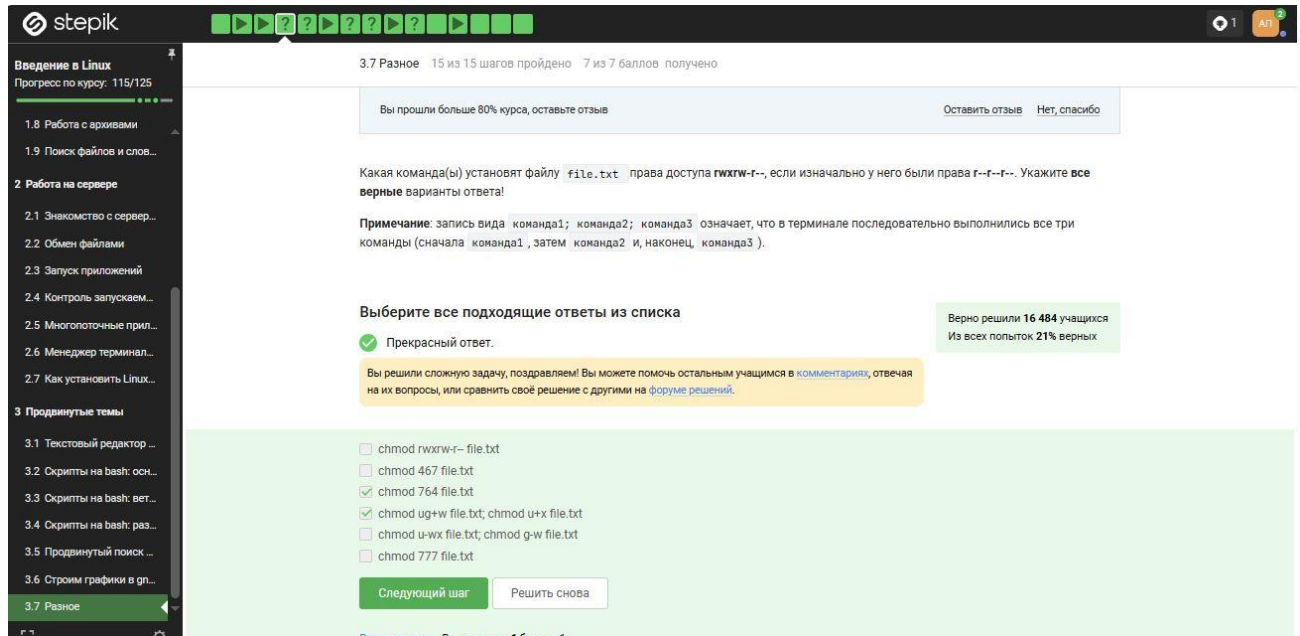 stepik
1
АП
2
Введение в Linux
Прогресс по курсу: 115/125
1.8 Работа с архивами
1.9 Поиск файлов и слов...
2 Работа на сервере
2.1 Знакомство с сервер...
2.2 Обмен файлами
2.3 Запуск приложений
2.4 Контроль запускаем...
2.5 Многопоточные прил...
2.6 Менеджер терминал...
2.7 Как установить Linux...
3 Продвинутые темы
3.1 Текстовый редактор ...
3.2 Скрипты на bash: осн...
3.3 Скрипты на bash: вет...
3.4 Скрипты на bash: раз...
3.5 Продвинутый поиск ...
3.6 Строим графики в gn...
3.7 Разное
3.7 Разное 15 из 15 шагов пройдено 7 из 7 баллов получено
Вы прошли больше 80% курса, оставьте отзыв Оставить отзыв Нет, спасибо
Какая команда(ы) установят файлу file.txt права доступа rwxrw-r--, если изначально у него были права r--r--r--. Укажите все
верные варианты ответа!
Примечание: запись вида команда1; команда2; команда3 означает, что в терминале последовательно выполнились все три
команды (сначала команда1 , затем команда2 и, наконец, команда3 ).
Выберите все подходящие ответы из списка
Верно решили 16 484 учащихся
Из всех попыток 21% верных
Прекрасный ответ.
Вы решили сложную задачу, поздравляем! Вы можете помочь остальным учащимся в комментариях, отвечая
на их вопросы, или сравнить своё решение с другими на форуме решений.
chmod rwxrw-r-- file.txt
chmod 467 file.txt
chmod 764 file.txt
chmod ug+w file.txt; chmod u+x file.txt
chmod u-wx file.txt; chmod g-w file.txt
chmod 777 file.txt
Следующий шаг
Решить снова